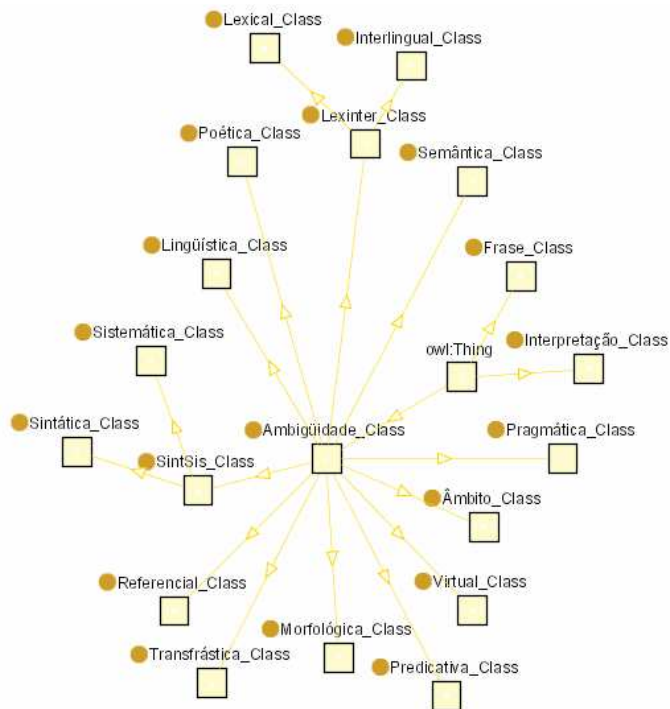 Lexical_Class
Interlingual_Class
Lexinter_Class
Poética_Class
Semântica_Class
Lingüística_Class
Frase_Class
Sistemática_Class
owl:Thing
Interpretação_Class
Sintática_Class
Ambigüidade_Class
Pragmática_Class
SintSis_Class
Âmbito_Class
Referencial_Class
Virtual_Class
Morfológica_Class
Transfrástica_Class
Predicativa_Class